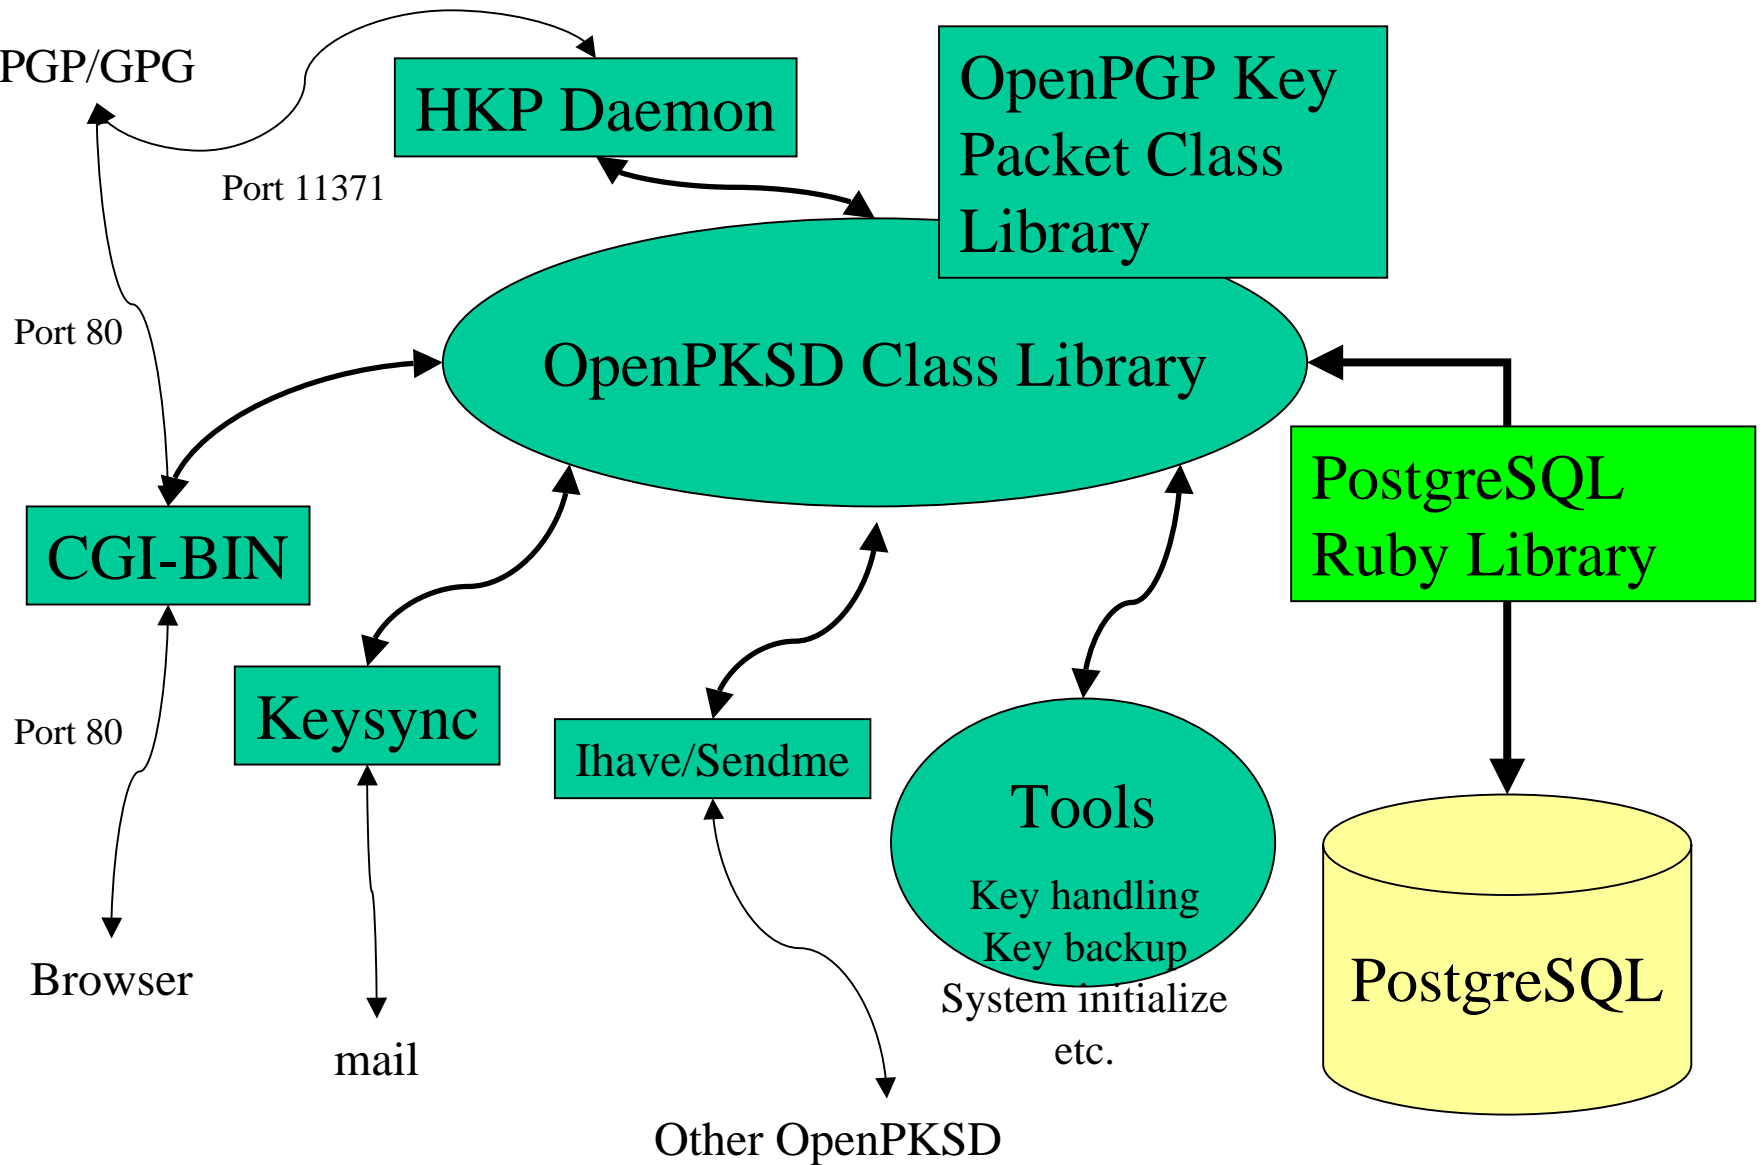 PGP/GPG
HKP Daemon
OpenPGP Key
Packet Class
Library
Port 11371
Port 80
OpenPKSD Class Library
PostgreSQL
Ruby Library
CGI-BIN
Keysync
Port 80
Ihave/Sendme
Tools
Key handling
Key backup
System initialize
etc.
PostgreSQL
Browser
mail
Other OpenPKSD